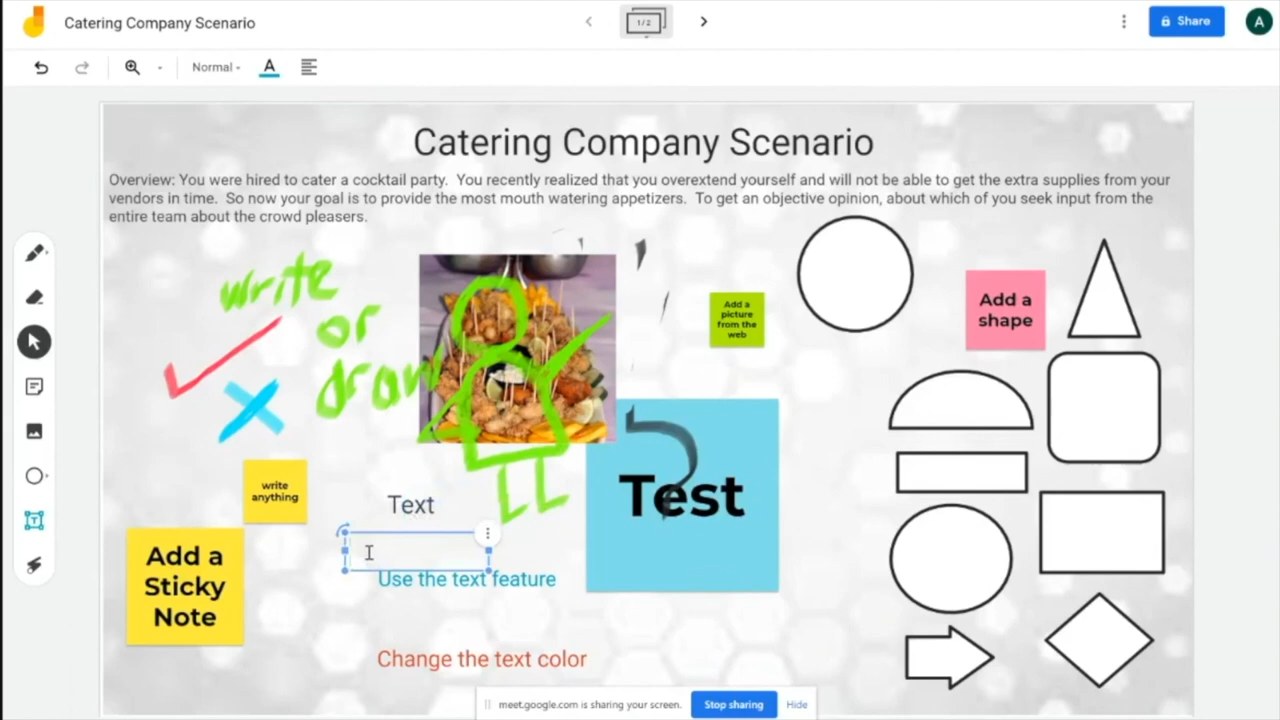 Catering Company Scenario
1/2
Share
A
Normal
A
Catering Company Scenario
Overview: You were hired to cater a cocktail party. You recently realized that you overextend yourself and will not be able to get the extra supplies from your
vendors in time. So now your goal is to provide the most mouth watering appetizers. To get an objective opinion, about which of you seek input from the
entire team about the crowd pleasers.
write
or
draw
Add a
picture
from the
web
Add a
shape
write
anything
Text
Test
Add a
Sticky
Note
Use the text feature
Change the text color
meet.google.com is sharing your screen.
Stop sharing
Hide